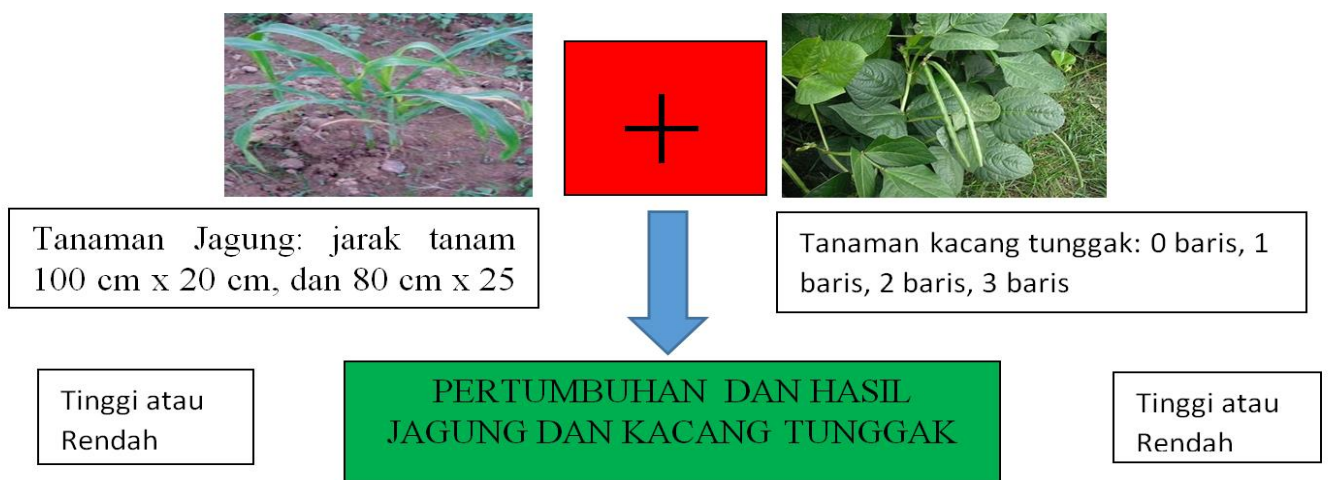 +
Tanaman Jagung: jarak tanam
100 cm x 20 cm, dan 80 cm x 25
Tanaman kacang tunggak: 0 baris, 1
baris, 2 baris, 3 baris
Tinggi atau
Rendah
PERTUMBUHAN DAN HASIL
JAGUNG DAN KACANG TUNGGAK
Tinggi atau
Rendah